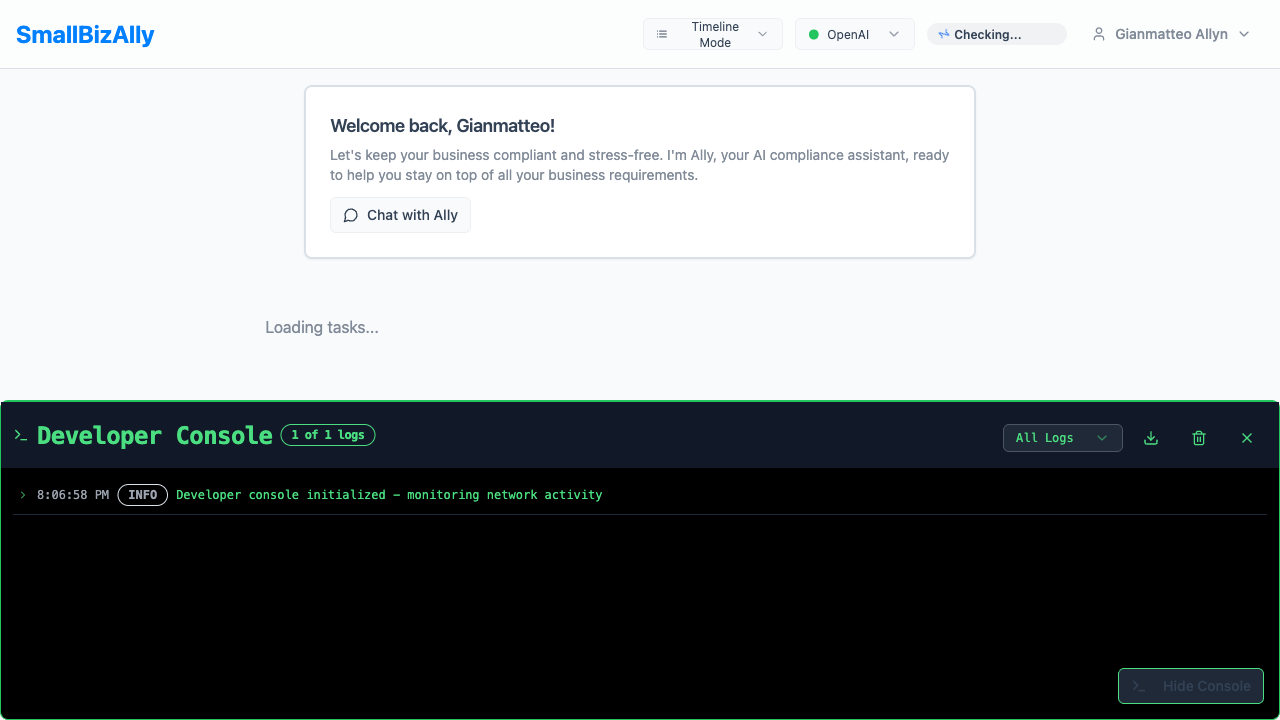 SmallBizAlly
Timeline
Mode
OpenAI
Checking...
Gianmatteo Allyn
Welcome back, Gianmatteo!
Let's keep your business compliant and stress-free. I'm Ally, your AI compliance assistant, ready
to help you stay on top of all your business requirements.
Chat with Ally
Loading tasks...
Developer Console
1 of 1 logs
All Logs
8:06:58 PM INFO Developer console initialized – monitoring network activity
Hide Console